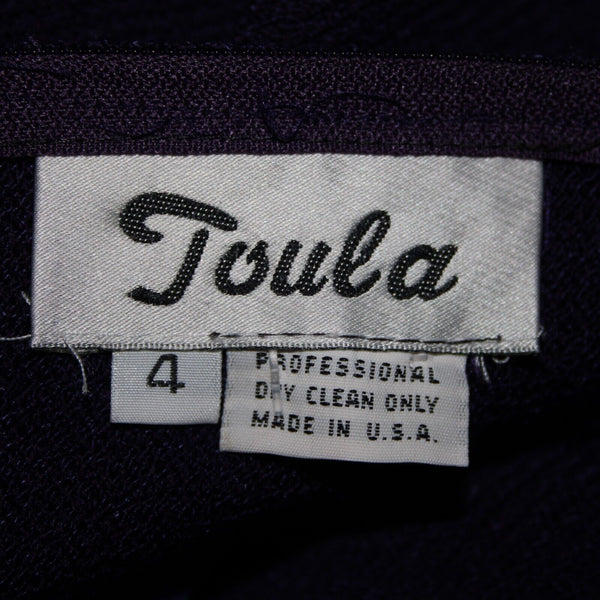 Toula
4
PROFESSIONAL
DRY CLEAN ONLY
MADE IN U.S.A.